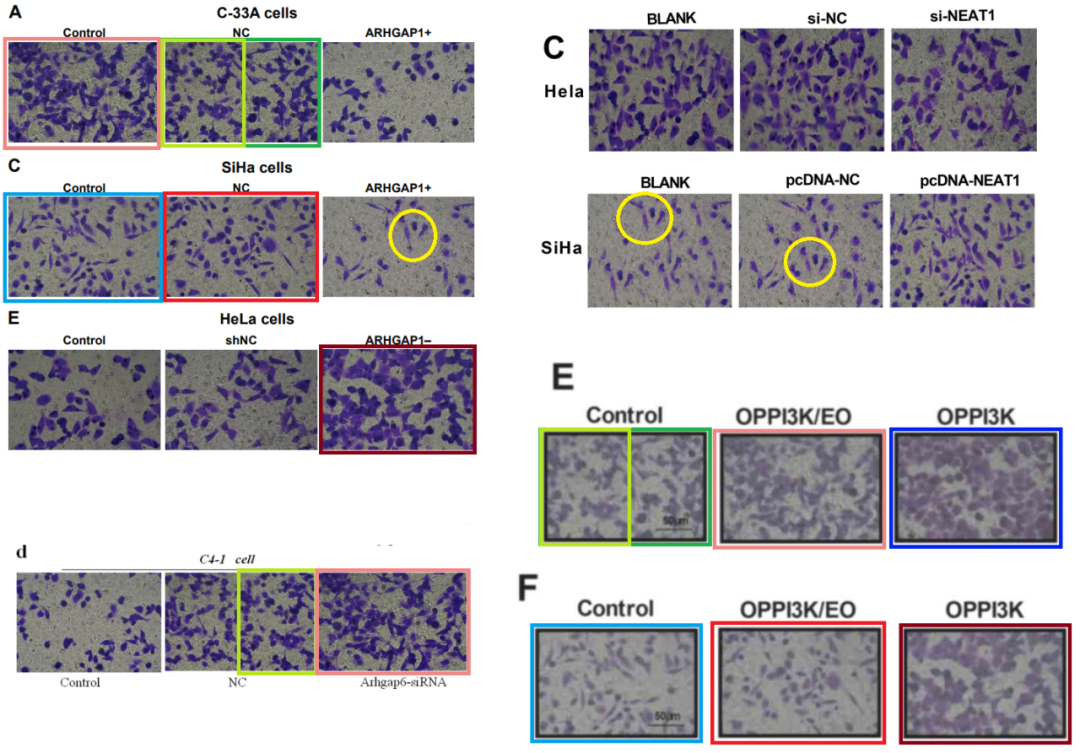 A
C-33A cells
Control NC ARHGAP1+
C
SiHa cells
Control NC ARHGAP1+
E
HeLa cells
Control shNC ARHGAP1–
d
C4-1 cell
Control NC Arhgap6-siRNA
C
BLANK si-NC si-NEAT1
Hela
BLANK pcDNA-NC pcDNA-NEAT1
SiHa
E
Control OPPI3K/EO OPPI3K
50μm
F
Control OPPI3K/EO OPPI3K
50μm